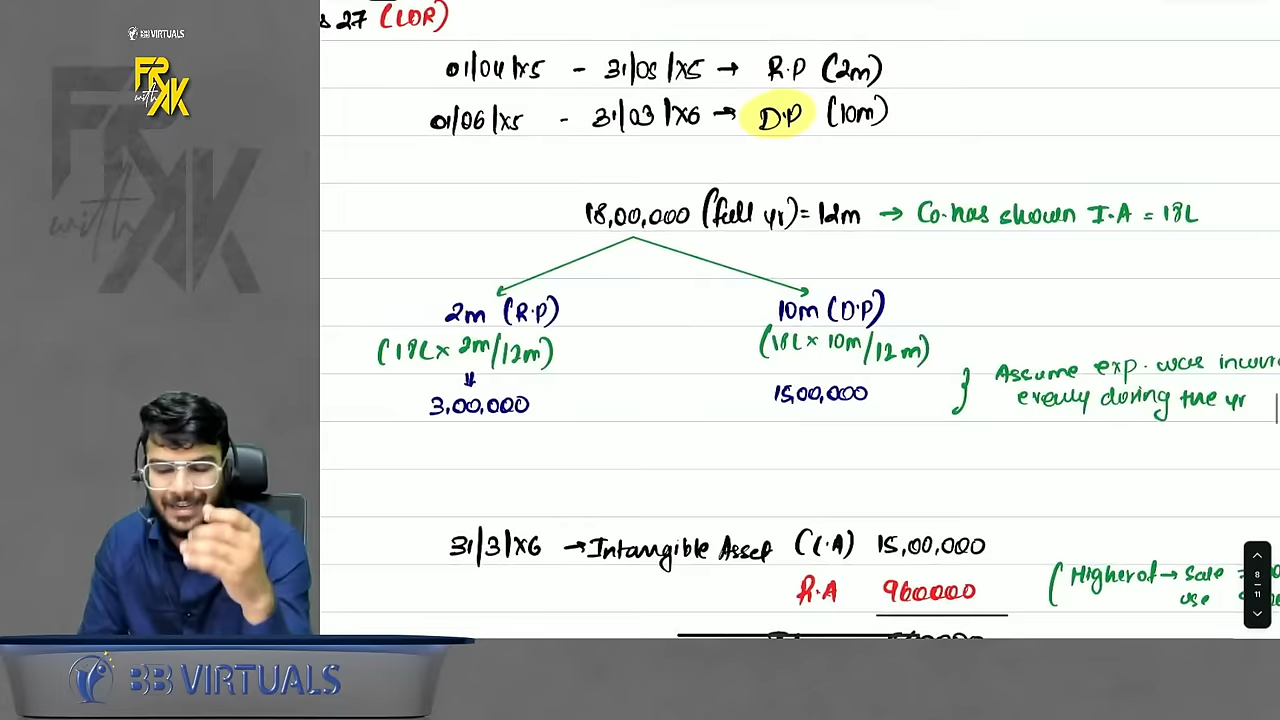 BB VIRTUALS
FR
with
KK
27 (LOR)
01/04/X5 - 31/05/X5 → R.P (2m)
01/06/X5 - 31/03/X6 → D.P (10m)
18,00,000 (full yr) = 12m → Co. has shown I.A = 18L
2m (R.P) 10m (D.P)
(18L x 2m/12m) (18L x 10m/12m)
3,00,000 15,00,000 } Assume exp. was
evenly during the yr
31/3/X6 → Intangible Asset (C.A) 15,00,000
R.A 960000 (Higher of → Sale =
use
8
11
BB VIRTUALS